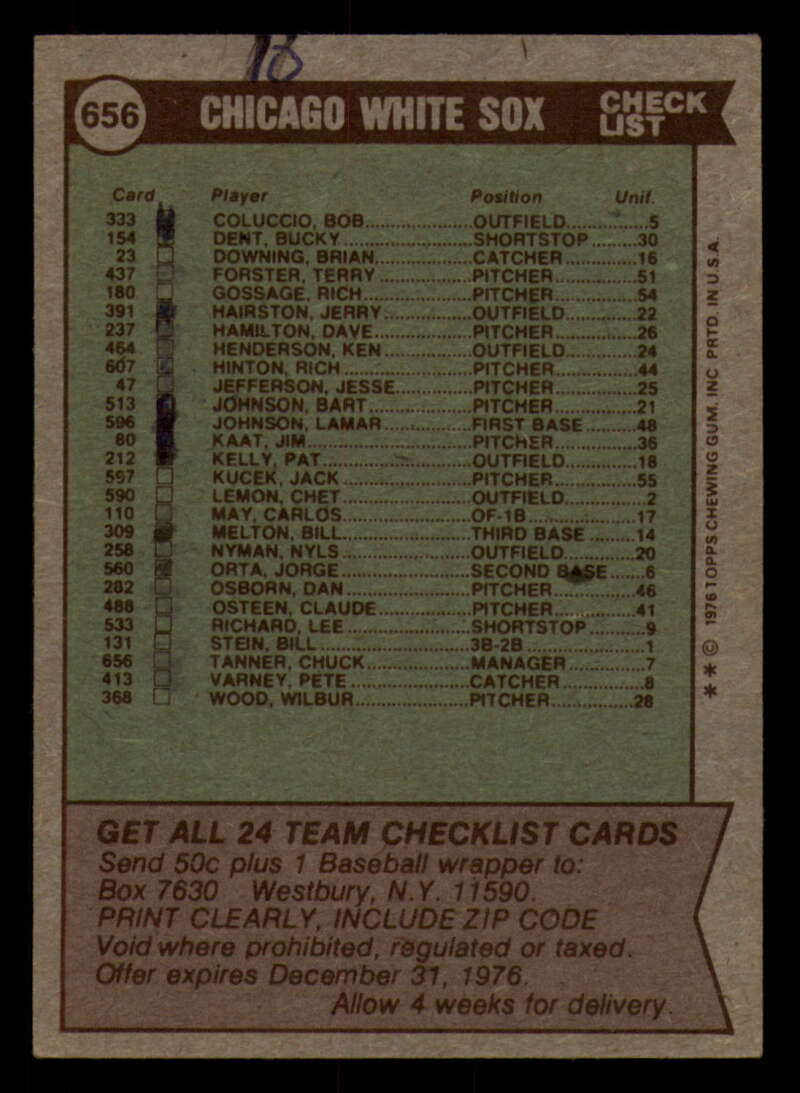 18
656 CHICAGO WHITE SOX CHECK LIST
Card Player Position Unif.
333 COLUCCIO, BOB OUTFIELD 5
154 DENT, BUCKY SHORTSTOP 30
23 DOWNING, BRIAN CATCHER 16
437 FORSTER, TERRY PITCHER 51
180 GOSSAGE, RICH PITCHER 54
391 HAIRSTON, JERRY OUTFIELD 22
237 HAMILTON, DAVE PITCHER 26
464 HENDERSON, KEN OUTFIELD 24
607 HINTON, RICH PITCHER 44
47 JEFFERSON, JESSE PITCHER 25
513 JOHNSON, BART PITCHER 21
596 JOHNSON, LAMAR FIRST BASE 48
80 KAAT, JIM PITCHER 36
212 KELLY, PAT OUTFIELD 18
597 KUCEK, JACK PITCHER 55
590 LEMON, CHET OUTFIELD 2
110 MAY, CARLOS OF-1B 17
309 MELTON, BILL THIRD BASE 14
258 NYMAN, NYLS OUTFIELD 20
560 ORTA, JORGE SECOND BASE 6
282 OSBORN, DAN PITCHER 46
488 OSTEEN, CLAUDE PITCHER 41
533 RICHARD, LEE SHORTSTOP 9
131 STEIN, BILL 3B-2B 1
656 TANNER, CHUCK MANAGER 7
413 VARNEY, PETE CATCHER 8
368 WOOD, WILBUR PITCHER 28
** © 1976 TOPPS CHEWING GUM, INC. PRTD. IN U.S.A.
GET ALL 24 TEAM CHECKLIST CARDS
Send 50c plus 1 Baseball wrapper to:
Box 7630 Westbury, N.Y. 11590.
PRINT CLEARLY, INCLUDE ZIP CODE
Void where prohibited, regulated or taxed.
Offer expires December 31, 1976.
Allow 4 weeks for delivery.